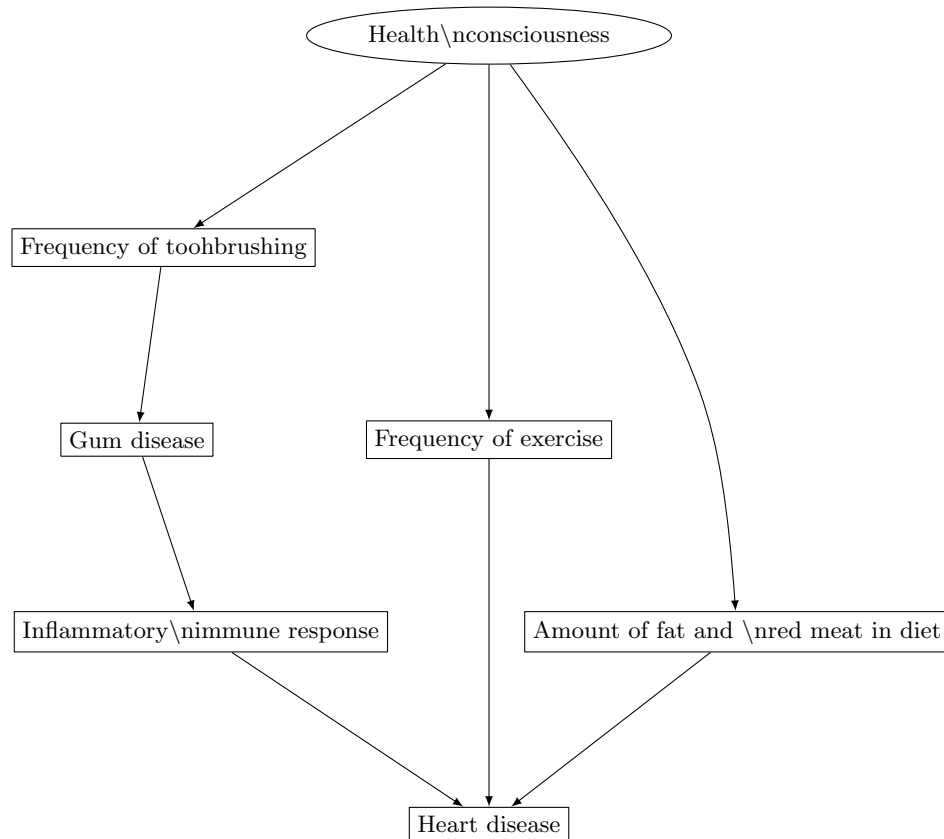 Health\nconsciousness
Frequency of toohbrushing
Gum disease
Frequency of exercise
Inflammatory\nimmune response
Amount of fat and \nred meat in diet
Heart disease